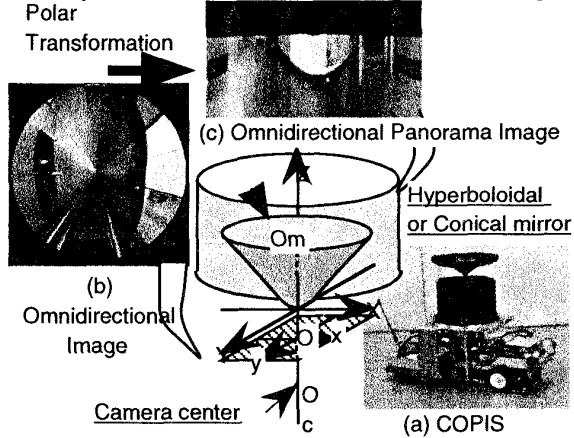 Polar
Transformation
(c) Omnidirectional Panorama Image
Hyperboloidal
or Conical mirror
Om
(b)
Omnidirectional
Image
O
x
y
O
c
Camera center
(a) COPIS